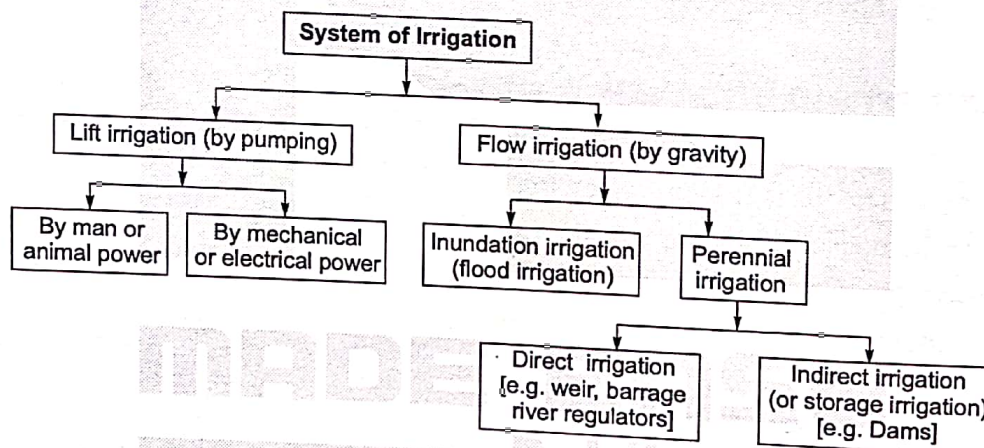 System of Irrigation
Lift irrigation (by pumping)
Flow irrigation (by gravity)
By man or
animal power
By mechanical
or electrical power
Inundation irrigation
(flood irrigation)
Perennial
irrigation
Direct irrigation
[e.g. weir, barrage
river regulators]
Indirect irrigation
(or storage irrigation)
[e.g. Dams]
MADE